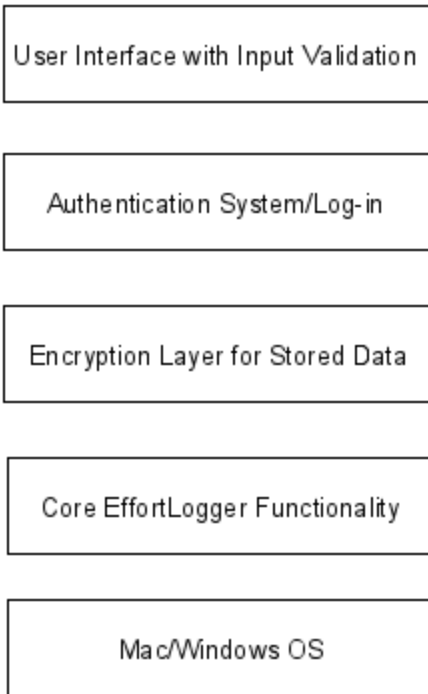 User Interface with Input Validation
Authentication System/Log-in
Encryption Layer for Stored Data
Core EffortLogger Functionality
Mac/Windows OS